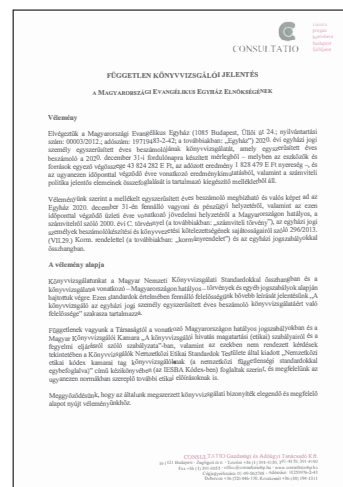 CONSULTATIO
FÜGGETLEN KÖNYVVIZSGÁLÓI JELENTÉS
A MAGYARORSZÁGI EVANGÉLIKUS EGYHÁZ ELNÖKSÉGÉNEK
Vélemény
Elvégeztük a Magyarországi Evangélikus Egyház (1085 Budapest, Üllői út 24.; nyilvántartási
szám: 00003/2012.; adószám: 19719483-2-42; a továbbiakban: „Egyház”) 2020. évi egyházi jogi
személy egyszerűsített éves beszámolójának könyvvizsgálatát, amely egyszerűsített éves
beszámoló a 2020. december 31-i fordulónapra készített mérlegből – melyben az eszközök és
források egyező végösszege 43 824 282 E Ft, az adózott eredmény 1 828 479 E Ft nyereség –, és
az ugyanezen időponttal végződő évre vonatkozó eredménykimutatásból, valamint a számviteli
politika jelentős elemeinek összefoglalását is tartalmazó kiegészítő mellékletből áll.
Véleményünk szerint a mellékelt egyszerűsített éves beszámoló megbízható és valós képet ad az
Egyház 2020. december 31-én fennálló vagyoni és pénzügyi helyzetéről, valamint az ezen
időponttal végződő üzleti évre vonatkozó jövedelmi helyzetéről a Magyarországon hatályos, a
számvitelről szóló 2000. évi C. törvénnyel (a továbbiakban: „számviteli törvény”), az egyházi jogi
személyek beszámolókészítési és könyvvezetési kötelezettségének sajátosságairól szóló 296/2013.
(VII.29.) Korm. rendelettel (a továbbiakban: „kormányrendelet”) és az egyházi jogszabályokkal
összhangban.
A vélemény alapja
Könyvvizsgálatunkat a Magyar Nemzeti Könyvvizsgálati Standardokkal összhangban és a
könyvvizsgálatra vonatkozó – Magyarországon hatályos – törvények és egyéb jogszabályok alapján
hajtottuk végre. Ezen standardok értelmében fennálló felelősségünk bővebb leírását jelentésünk „A
könyvvizsgáló az egyházi jogi személy egyszerűsített éves beszámolójának könyvvizsgálatáért való
felelőssége” szakasza tartalmazza.
Függetlenek vagyunk a Társaságtól a vonatkozó Magyarországon hatályos jogszabályokban és a
Magyar Könyvvizsgálói Kamara „A könyvvizsgálói hivatás magatartási (etikai) szabályairól és a
fegyelmi eljárásról szóló szabályzata”-ban, valamint az ezekben nem rendezett kérdések
tekintetében a Könyvvizsgálók Nemzetközi Etikai Standardok Testülete által kiadott „Nemzetközi
etikai kódex kamarai tag könyvvizsgálóknak (a nemzetközi függetlenségi standardokkal
egybefoglalva)” című kézikönyvében (az IESBA Kódex-ben) foglaltak szerint, és megfelelünk az
ugyanezen normákban szereplő további etikai előírásoknak is.
Meggyőződésünk, hogy az általunk megszerzett könyvvizsgálati bizonyíték elegendő és megfelelő
alapot nyújt véleményünkhöz.
CONSULTATIO Gazdasági és Adóügyi Tanácsadó Kft.